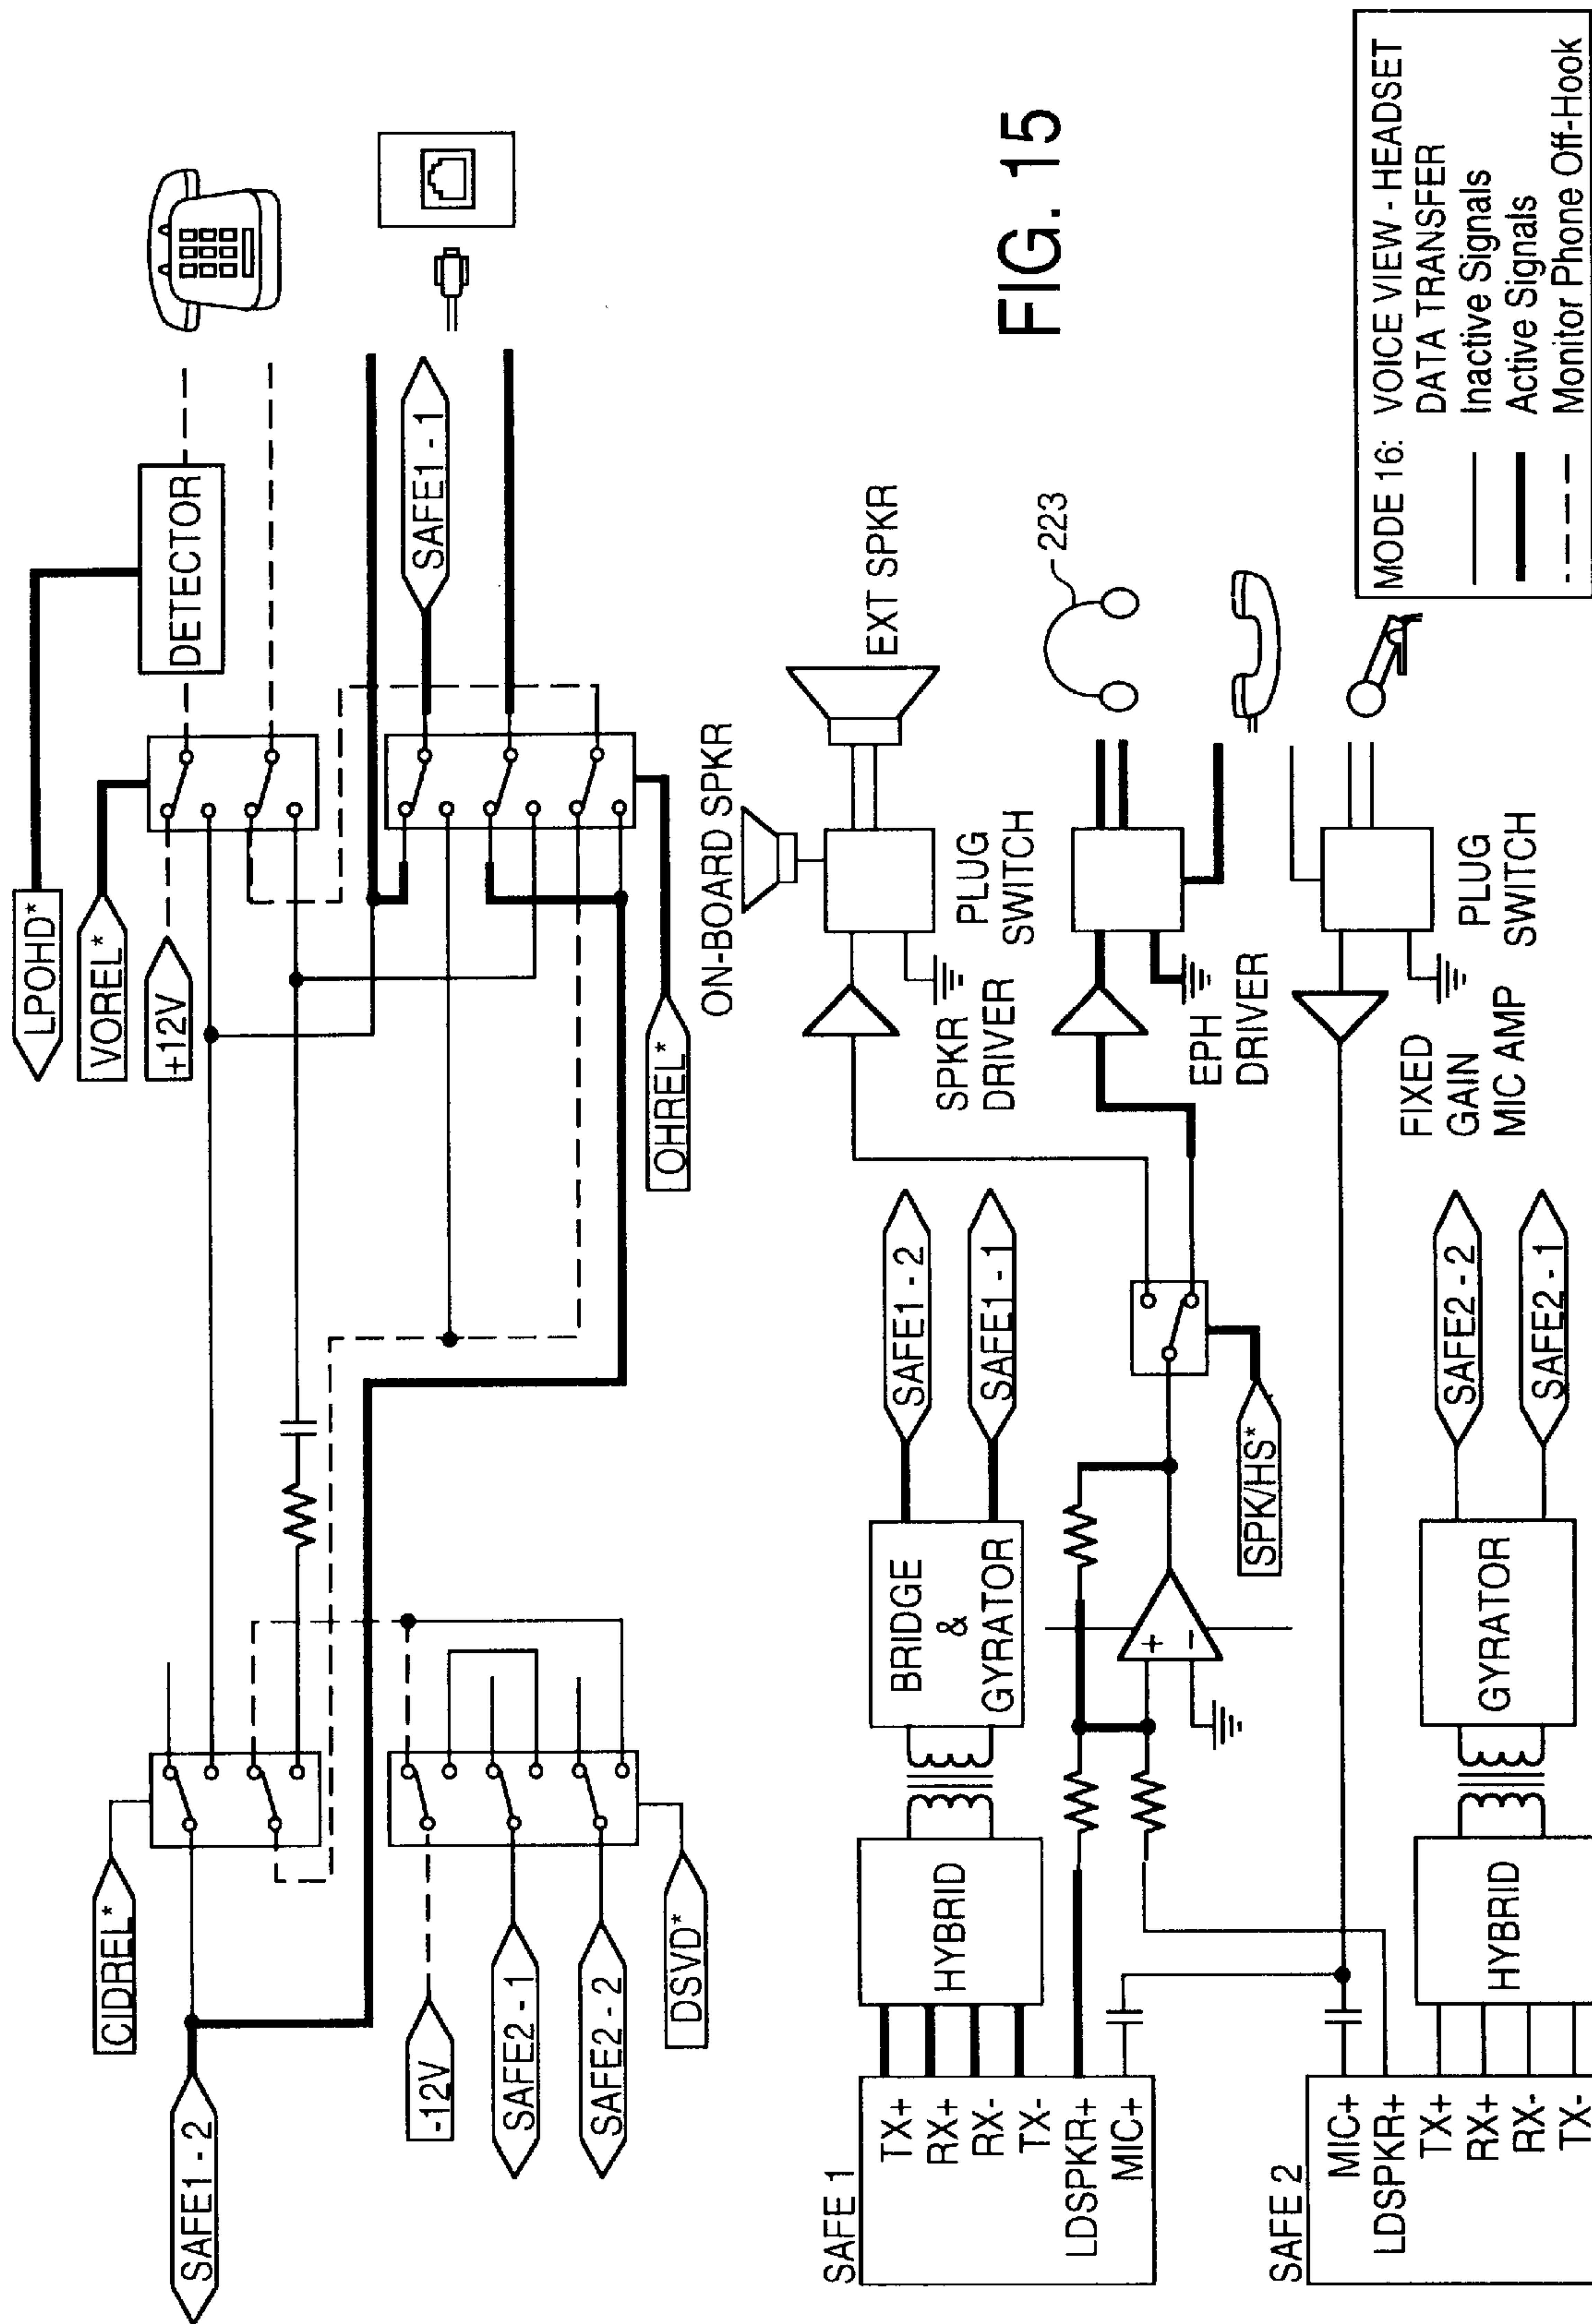 LPOHD*
VOREL*
+12V
DETECTOR
CIDREL*
SAFE1 - 2
-12V
SAFE2 - 1
SAFE2 - 2
DSVD*
OHREL*
SAFE1 - 1
FIG. 15
SAFE 1
TX+
RX+
RX-
TX-
LDSPKR+
MIC+
HYBRID
BRIDGE
&
GYRATOR
SAFE1 - 2
SAFE1 - 1
+
−
SPK/HS*
ON-BOARD SPKR
EXT SPKR
SPKR
DRIVER
PLUG
SWITCH
223
EPH
DRIVER
FIXED
GAIN
MIC AMP
PLUG
SWITCH
SAFE 2
MIC+
LDSPKR+
TX+
RX+
RX-
TX-
HYBRID
GYRATOR
SAFE2 - 2
SAFE2 - 1
MODE 16: VOICE VIEW - HEADSET
DATA TRANSFER
Inactive Signals
Active Signals
Monitor Phone Off-Hook